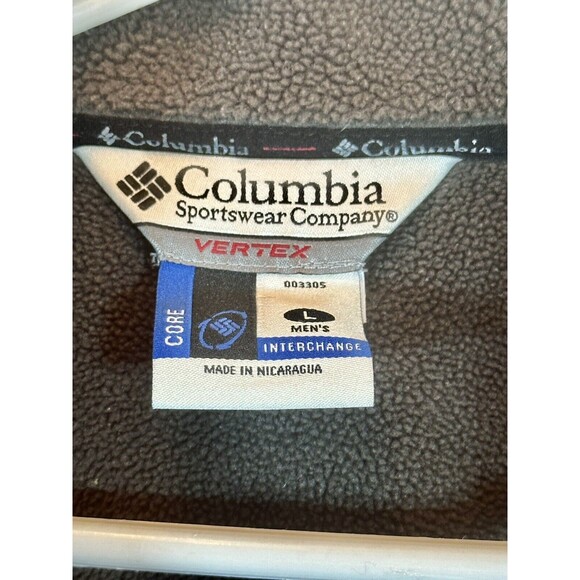 Columbia Columbia
Columbia
Sportswear Company®
VERTEX
CORE
003305
L
MEN'S
INTERCHANGE
MADE IN NICARAGUA